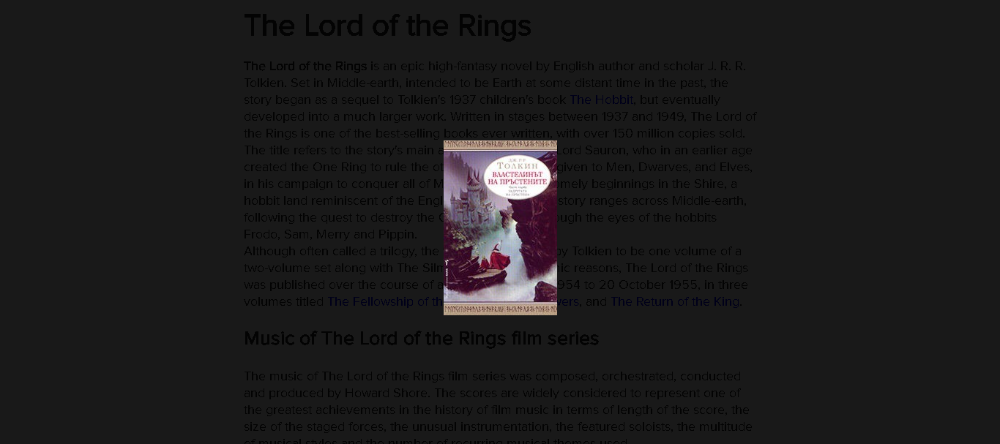 The Lord of the Rings
The Lord of the Rings is an epic high-fantasy novel by English author and scholar J. R. R.
Tolkien. Set in Middle-earth, intended to be Earth at some distant time in the past, the
story began as a sequel to Tolkien's 1937 children's book The Hobbit, but eventually
developed into a much larger work. Written in stages between 1937 and 1949, The Lord of
the Rings is one of the best-selling books ever written, with over 150 million copies sold.
The title refers to the story's main a ord Sauron, who in an earlier age
created the One Ring to rule the ot given to Men, Dwarves, and Elves,
in his campaign to conquer all of M mely beginnings in the Shire, a
hobbit land reminiscent of the Engl story ranges across Middle-earth,
following the quest to destroy the ough the eyes of the hobbits
Frodo, Sam, Merry and Pippin.
Although often called a trilogy, the by Tolkien to be one volume of a
two-volume set along with The Silm ic reasons, The Lord of the Rings
was published over the course of a 954 to 20 October 1955, in three
volumes titled The Fellowship of th ers, and The Return of the King.
ДЖ. Р. Р.
ТОЛКИН
ВЛАСТЕЛИНЪТ
НА ПРЪСТЕНИТЕ
Music of The Lord of the Rings film series
The music of The Lord of the Rings film series was composed, orchestrated, conducted
and produced by Howard Shore. The scores are widely considered to represent one of
the greatest achievements in the history of film music in terms of length of the score, the
size of the staged forces, the unusual instrumentation, the featured soloists, the multitude
of musical styles and the number of recurring musical themes used.